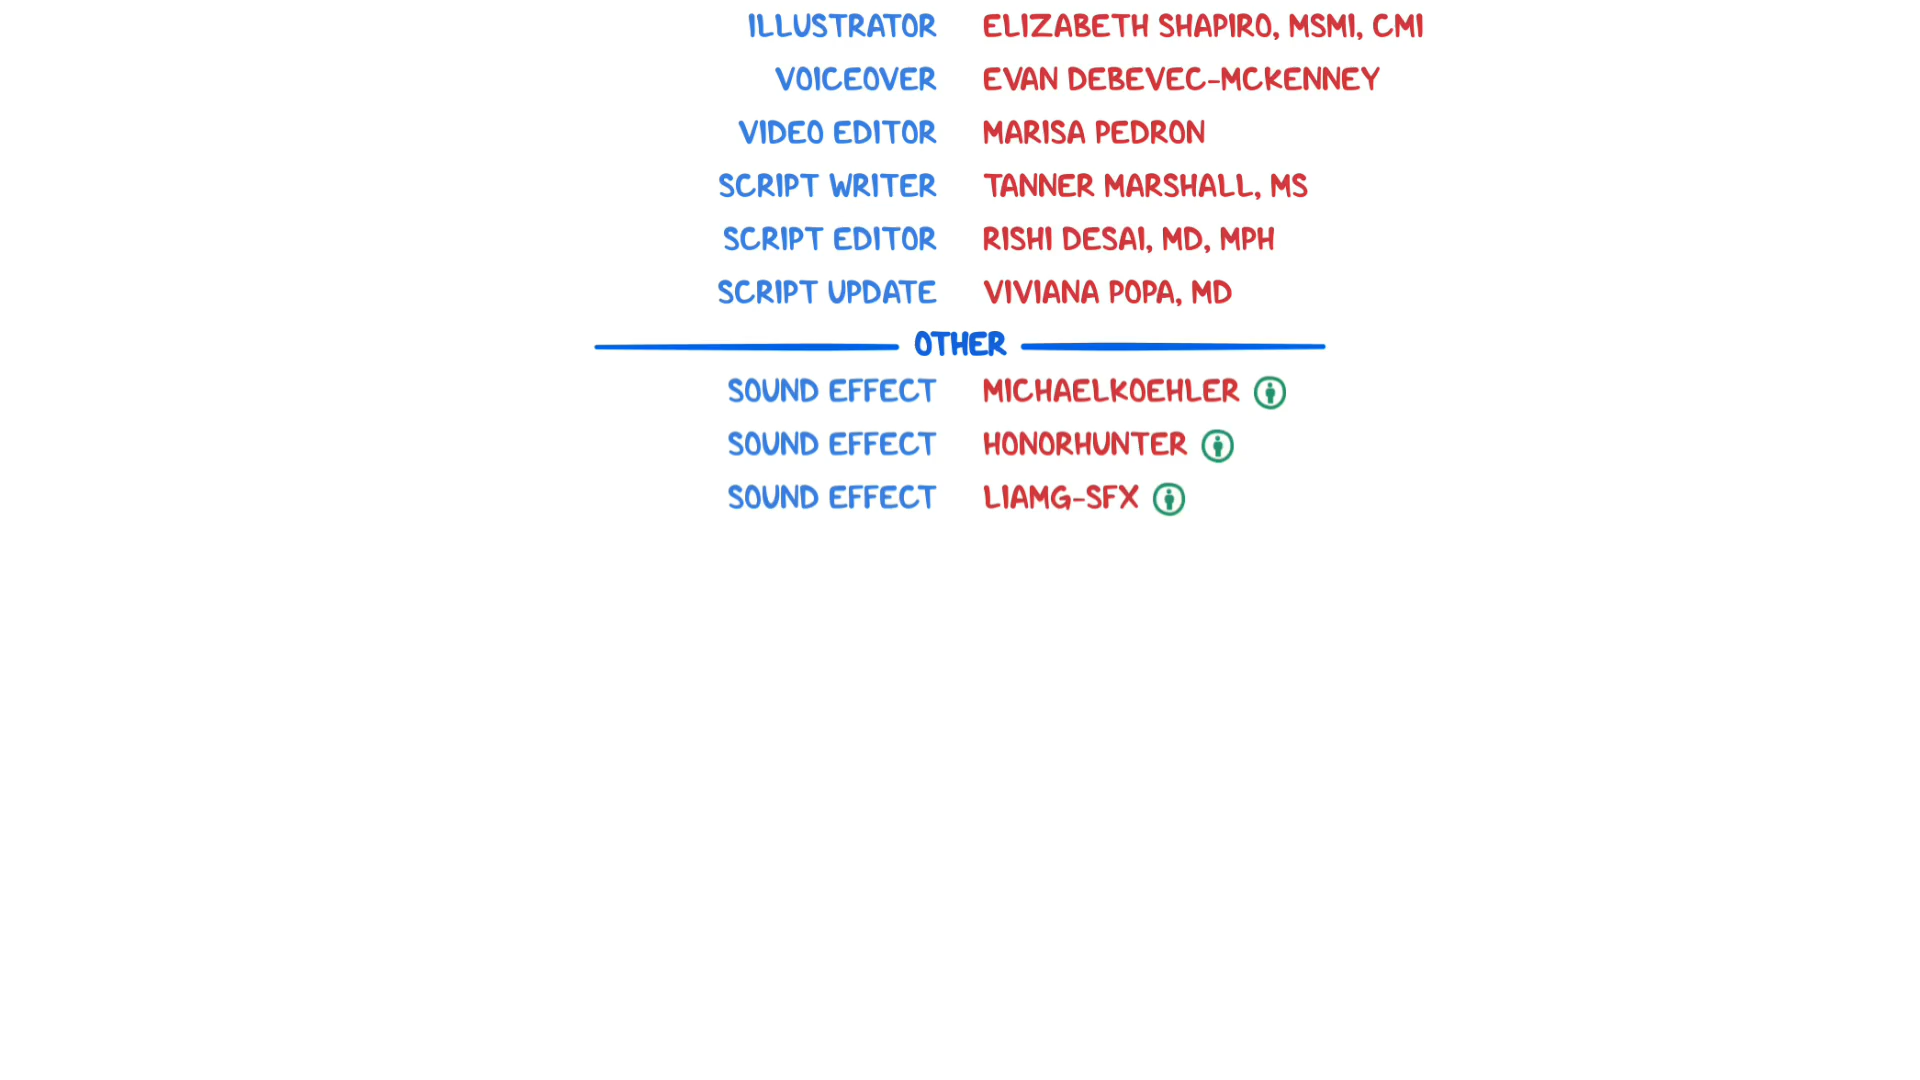 ILLUSTRATOR ELIZABETH SHAPIRO, MSMI, CMI
VOICEOVER EVAN DEBEVEC-MCKENNEY
VIDEO EDITOR MARISA PEDRON
SCRIPT WRITER TANNER MARSHALL, MS
SCRIPT EDITOR RISHI DESAI, MD, MPH
SCRIPT UPDATE VIVIANA POPA, MD
OTHER
SOUND EFFECT MICHAELKOEHLER
SOUND EFFECT HONORHUNTER
SOUND EFFECT LIAMG-SFX